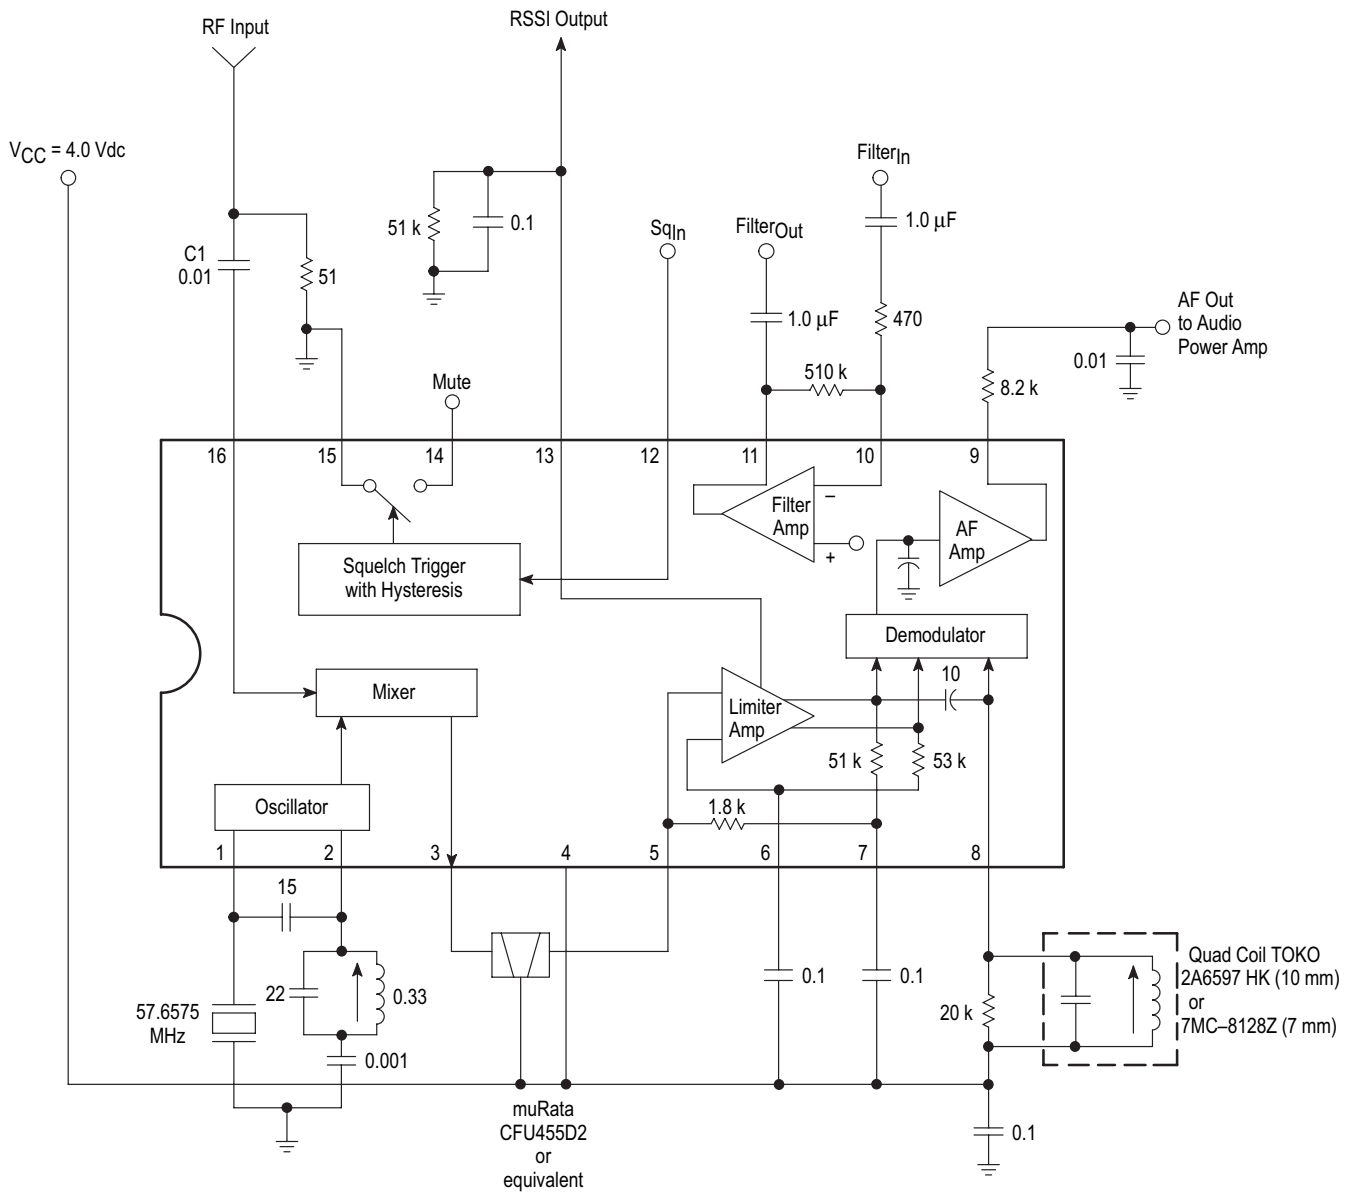 RF Input
RSSI Output
VCC = 4.0 Vdc
FilterIn
51 k
0.1
SqIn
FilterOut
1.0 µF
C1
0.01
51
1.0 µF
470
AF Out
to Audio
Power Amp
0.01
Mute
510 k
8.2 k
16
15
14
13
12
11
10
9
Filter
Amp
–
+
AF
Amp
Squelch Trigger
with Hysteresis
Demodulator
Mixer
10
Limiter
Amp
51 k
53 k
Oscillator
1.8 k
1
2
3
4
5
6
7
8
15
22
0.33
57.6575
MHz
0.001
0.1
0.1
20 k
Quad Coil TOKO
2A6597 HK (10 mm)
or
7MC–8128Z (7 mm)
muRata
CFU455D2
or
equivalent
0.1